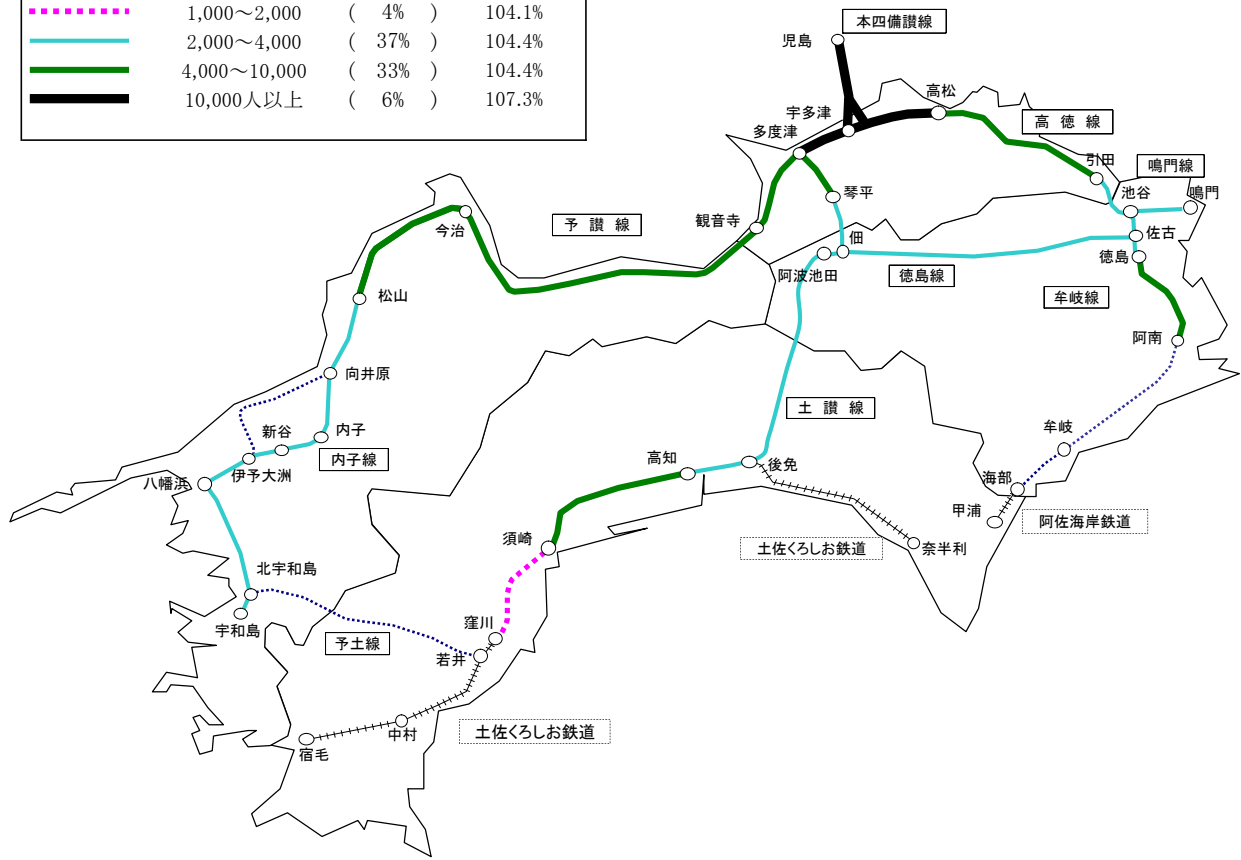 1,000～2,000 ( 4% ) 104.1%
2,000～4,000 ( 37% ) 104.4%
4,000～10,000 ( 33% ) 104.4%
10,000人以上 ( 6% ) 107.3%
本四備讃線
児島
高松
宇多津
高徳線
多度津
引田
鳴門線
琴平
池谷
鳴門
今治
予讃線
観音寺
佃
佐古
徳島
阿波池田
徳島線
松山
牟岐線
阿南
向井原
土讃線
新谷
内子
牟岐
伊予大洲
内子線
高知
後免
八幡浜
海部
甲浦
阿佐海岸鉄道
須崎
土佐くろしお鉄道
奈半利
北宇和島
宇和島
窪川
予土線
若井
中村
土佐くろしお鉄道
宿毛